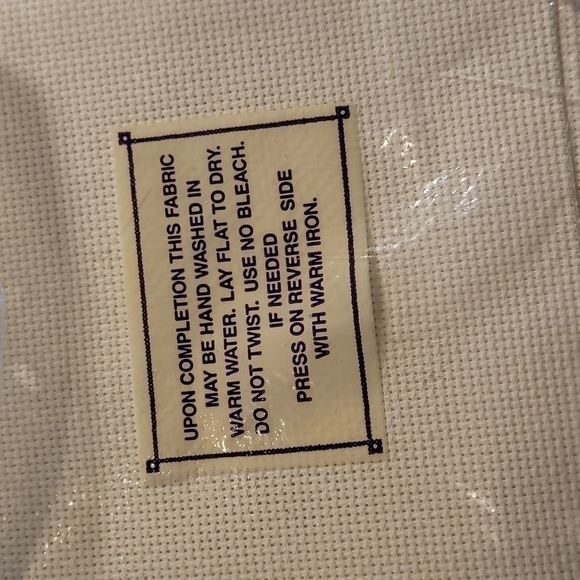 UPON COMPLETION THIS FABRIC
MAY BE HAND WASHED IN
WARM WATER. LAY FLAT TO DRY.
DO NOT TWIST. USE NO BLEACH.
IF NEEDED
PRESS ON REVERSE SIDE
WITH WARM IRON.